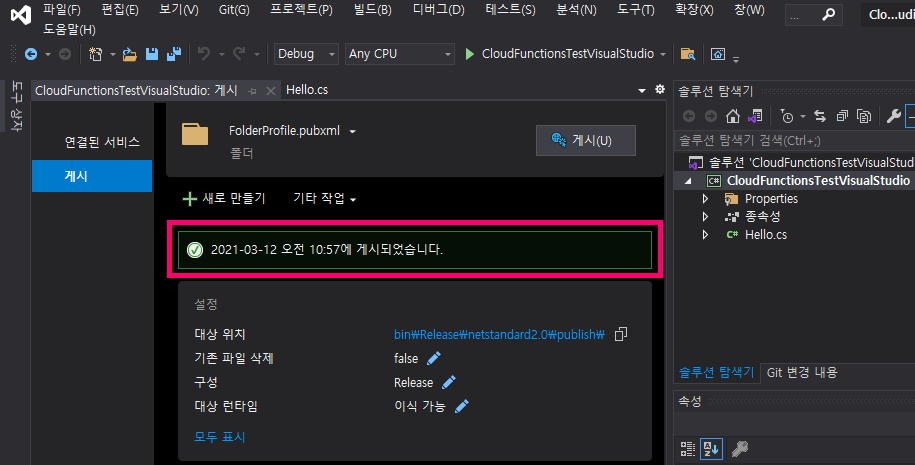 파일(F) 편집(E) 보기(V) Git(G) 프로젝트(P) 빌드(B) 디버그(D) 테스트(S) 분석(N) 도구(T) 확장(X) 창(W) ... Clo...udi
도움말(H)
Debug Any CPU CloudFunctionsTestVisualStudio
도구 상자
CloudFunctionsTestVisualStudio: 게시 Hello.cs
연결된 서비스
게시
FolderProfile.pubxml
폴더
게시(U)
새로 만들기 기타 작업
2021-03-12 오전 10:57에 게시되었습니다.
설정
대상 위치 bin₩Release₩netstandard2.0₩publish₩
기존 파일 삭제 false
구성 Release
대상 런타임 이식 가능
모두 표시
솔루션 탐색기
솔루션 탐색기 검색(Ctrl+;)
솔루션 'CloudFunctionsTestVisualStud
C# CloudFunctionsTestVisualStudio
Properties
종속성
C# Hello.cs
솔루션 탐색기 Git 변경 내용
속성